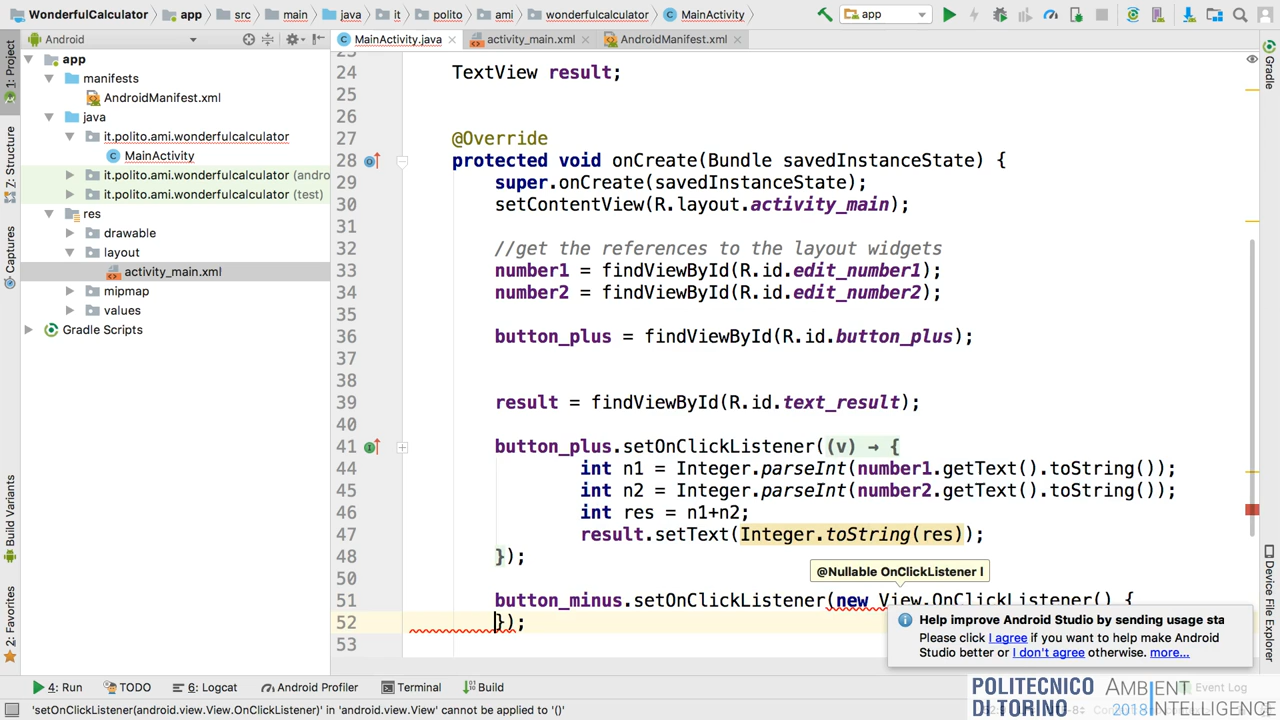 WonderfulCalculator app src main java it polito ami wonderfulcalculator MainActivity app
Android MainActivity.java activity_main.xml AndroidManifest.xml
1: Project
Z: Structure
Captures
Build Variants
2: Favorites
app
manifests
AndroidManifest.xml
java
it.polito.ami.wonderfulcalculator
MainActivity
it.polito.ami.wonderfulcalculator (andro
it.polito.ami.wonderfulcalculator (test)
res
drawable
layout
activity_main.xml
mipmap
values
Gradle Scripts
23
24 TextView result;
25
26
27 @Override
28 protected void onCreate(Bundle savedInstanceState) {
29 super.onCreate(savedInstanceState);
30 setContentView(R.layout.activity_main);
31
32 //get the references to the layout widgets
33 number1 = findViewById(R.id.edit_number1);
34 number2 = findViewById(R.id.edit_number2);
35
36 button_plus = findViewById(R.id.button_plus);
37
38
39 result = findViewById(R.id.text_result);
40
41 button_plus.setOnClickListener((v) → {
44 int n1 = Integer.parseInt(number1.getText().toString());
45 int n2 = Integer.parseInt(number2.getText().toString());
46 int res = n1+n2;
47 result.setText(Integer.toString(res));
48 });
50
@Nullable OnClickListener l
51 button_minus.setOnClickListener(new View.OnClickListener() {
52 });
53
Gradle
Device File Explorer
Help improve Android Studio by sending usage sta
Please click I agree if you want to help make Android
Studio better or I don't agree otherwise. more...
4: Run TODO 6: Logcat Android Profiler Terminal Build Event Log
'setOnClickListener(android.view.View.OnClickListener)' in 'android.view.View' cannot be applied to '()'
POLITECNICO
DI TORINO
AMBIENT
2018 INTELLIGENCE